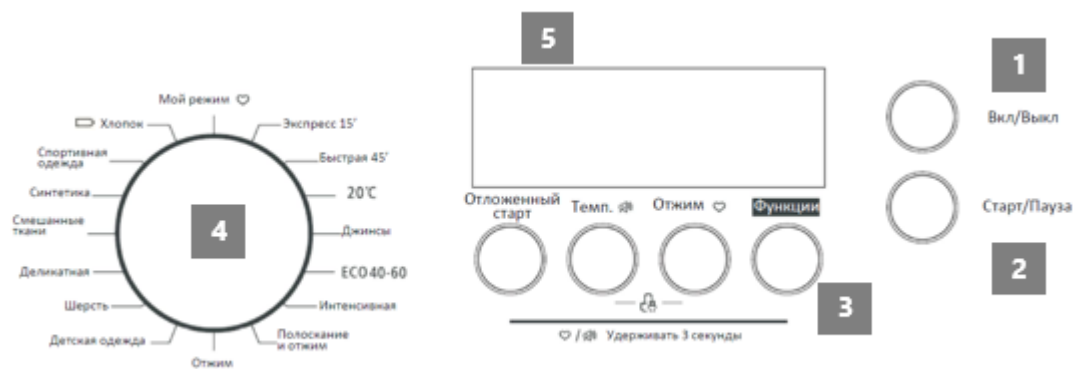 5
1
Мой режим
Хлопок
Экспресс 15′
Вкл/Выкл
Спортивная
одежда
Быстрая 45′
Синтетика
20℃
Отложенный
старт
Темп.
Отжим
Функции
Старт/Пауза
Смешанные
ткани
4
Джинсы
Деликатная
ECO 40-60
2
Шерсть
Интенсивная
3
Детская одежда
Полоскание
и отжим
Удерживать 3 секунды
Отжим